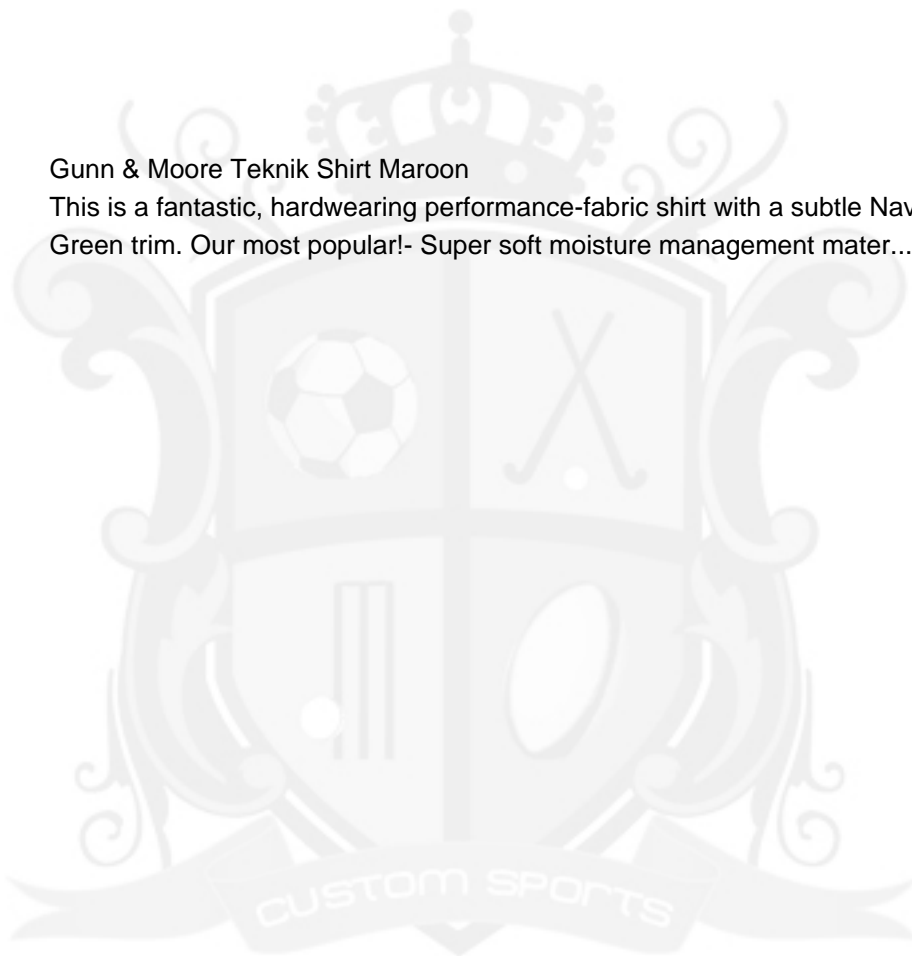 Gunn & Moore Teknik Shirt Maroon
This is a fantastic, hardwearing performance-fabric shirt with a subtle Nav
Green trim. Our most popular!- Super soft moisture management mater...
CUSTOM SPORTS